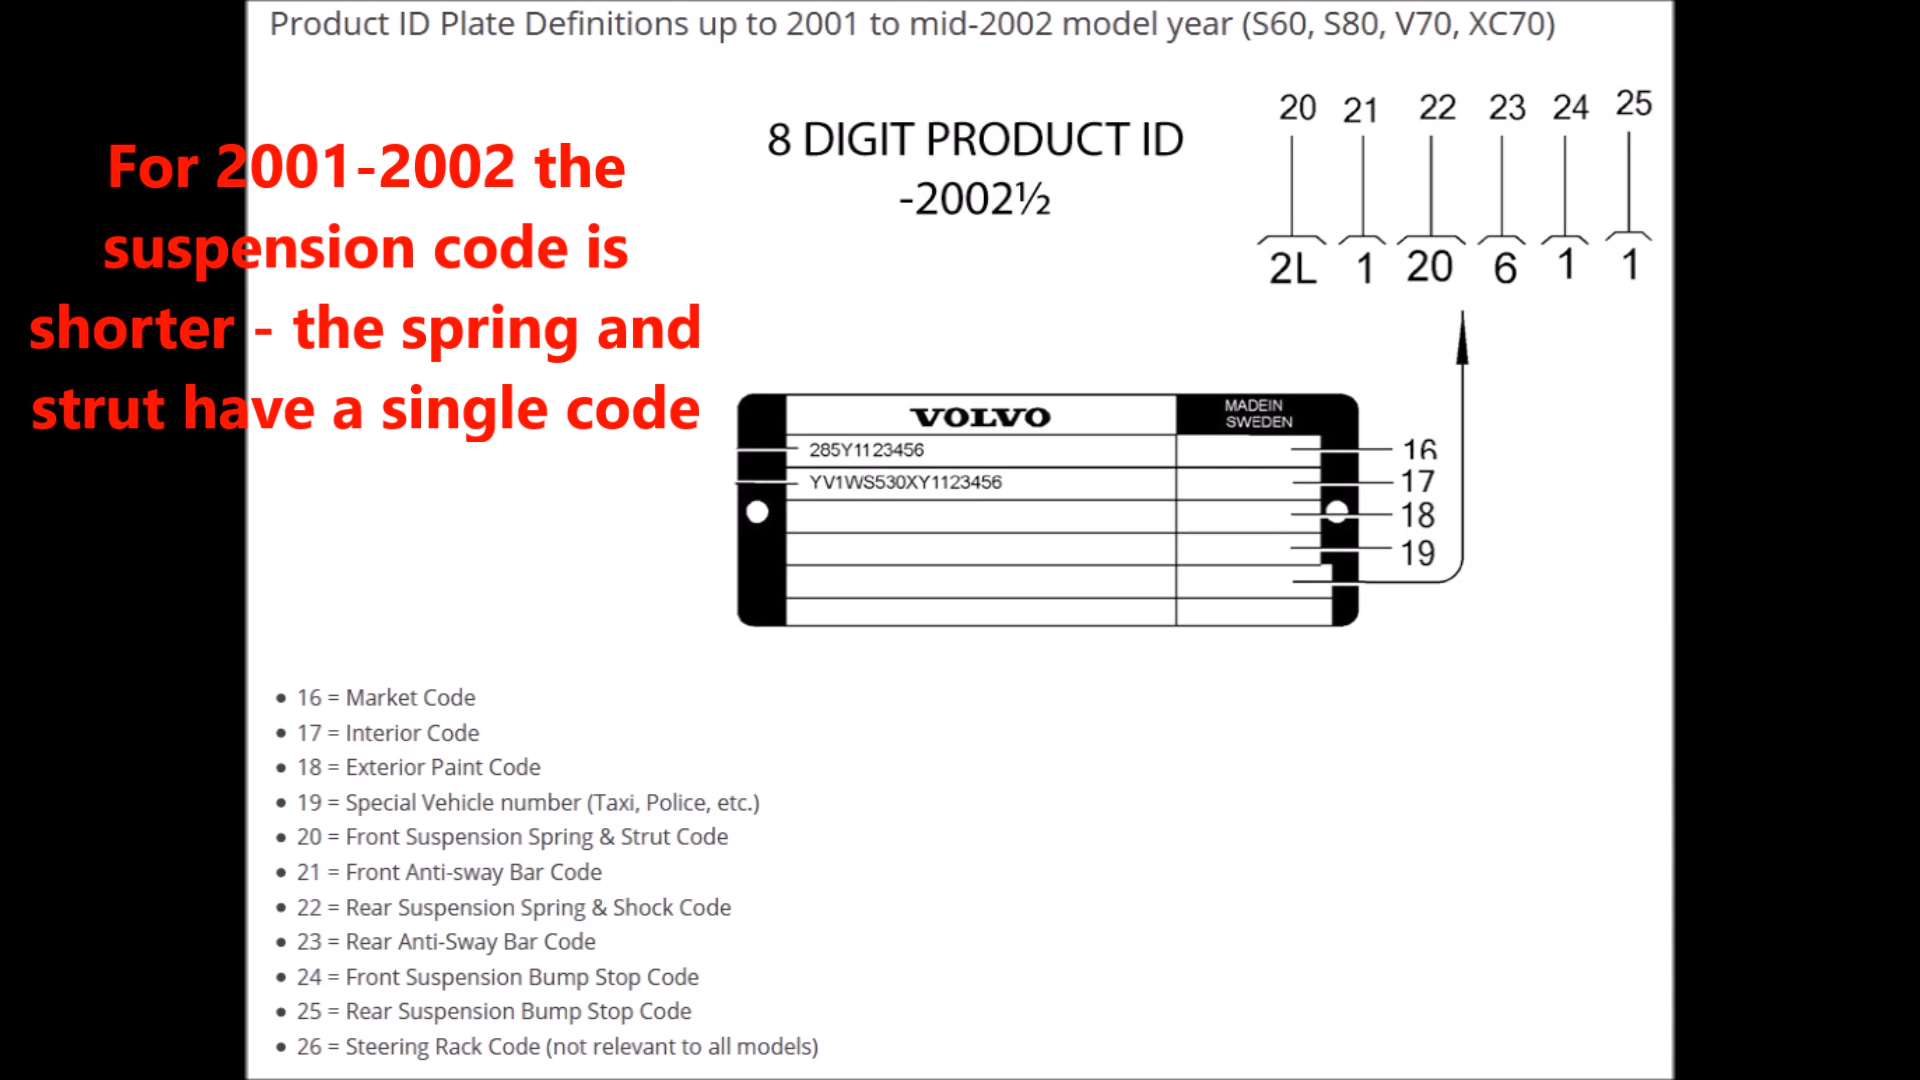 Product ID Plate Definitions up to 2001 to mid-2002 model year (S60, S80, V70, XC70)
For 2001-2002 the
suspension code is
shorter - the spring and
strut have a single code
8 DIGIT PRODUCT ID
-2002½
20 21 22 23 24 25
2L 1 20 6 1 1
VOLVO
MADEIN
SWEDEN
285Y1123456
YV1WS530XY1123456
16
17
18
19
• 16 = Market Code
• 17 = Interior Code
• 18 = Exterior Paint Code
• 19 = Special Vehicle number (Taxi, Police, etc.)
• 20 = Front Suspension Spring & Strut Code
• 21 = Front Anti-sway Bar Code
• 22 = Rear Suspension Spring & Shock Code
• 23 = Rear Anti-Sway Bar Code
• 24 = Front Suspension Bump Stop Code
• 25 = Rear Suspension Bump Stop Code
• 26 = Steering Rack Code (not relevant to all models)